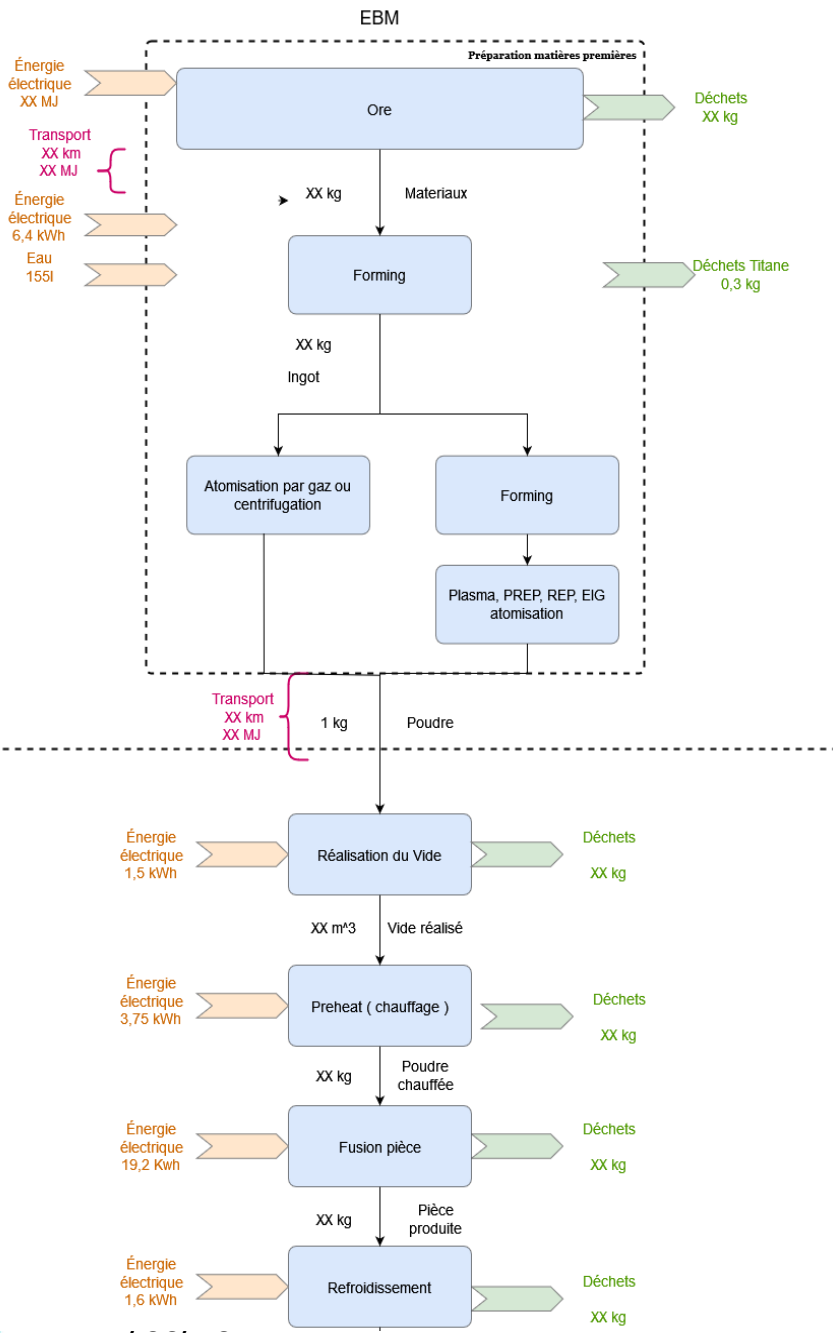 EBM
Préparation matières premières
Énergie
électrique
XX MJ
Ore
Déchets
XX kg
Transport
XX km
XX MJ
XX kg
Materiaux
Énergie
électrique
6,4 kWh
Eau
155l
Forming
Déchets Titane
0,3 kg
XX kg
Ingot
Atomisation par gaz ou
centrifugation
Forming
Plasma, PREP, REP, EIG
atomisation
Transport
XX km
XX MJ
1 kg
Poudre
Énergie
électrique
1,5 kWh
Réalisation du Vide
Déchets
XX kg
XX m^3
Vide réalisé
Énergie
électrique
3,75 kWh
Preheat ( chauffage )
Déchets
XX kg
XX kg
Poudre
chauffée
Énergie
électrique
19,2 Kwh
Fusion pièce
Déchets
XX kg
XX kg
Pièce
produite
Énergie
électrique
1,6 kWh
Refroidissement
Déchets
XX kg